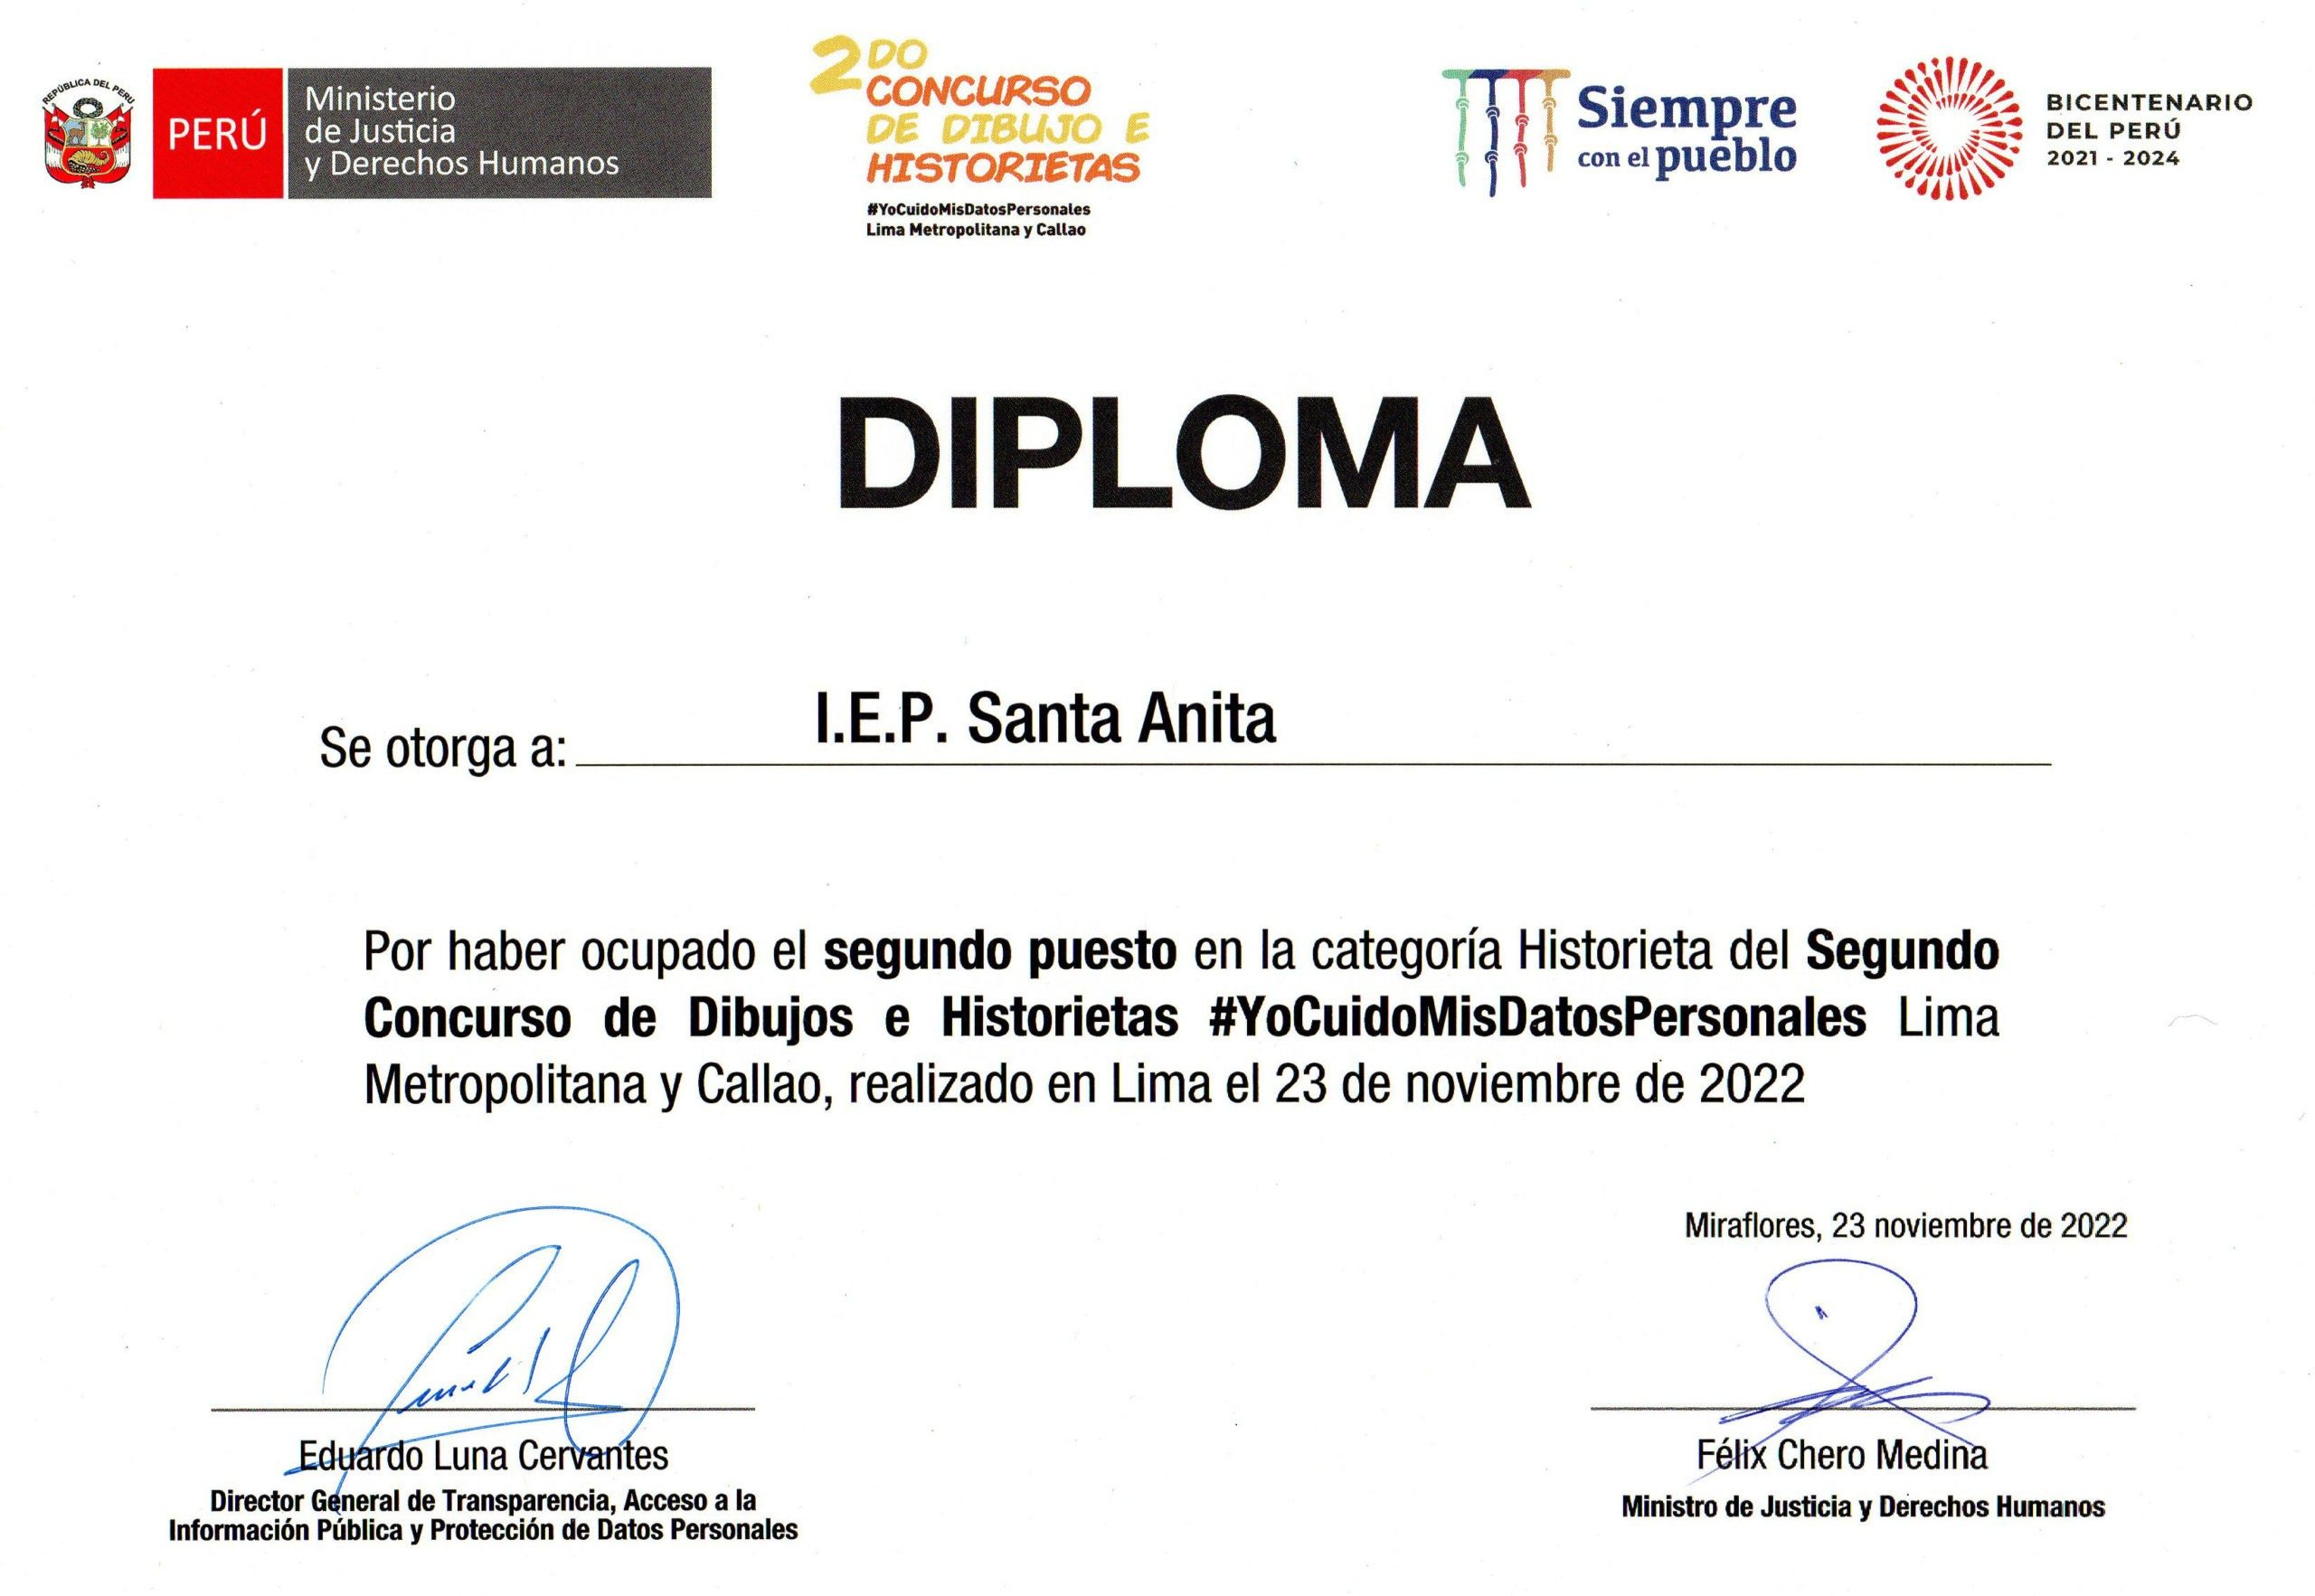 REPÚBLICA DEL PERÚ
PERÚ
Ministerio
de Justicia
y Derechos Humanos
2DO
CONCURSO
DE DIBUJO E
HISTORIETAS
#YoCuidoMisDatosPersonales
Lima Metropolitana y Callao
Siempre
con el pueblo
BICENTENARIO
DEL PERÚ
2021 - 2024
DIPLOMA
Se otorga a: I.E.P. Santa Anita
Por haber ocupado el segundo puesto en la categoría Historieta del Segundo
Concurso de Dibujos e Historietas #YoCuidoMisDatosPersonales Lima
Metropolitana y Callao, realizado en Lima el 23 de noviembre de 2022
Miraflores, 23 noviembre de 2022
Eduardo Luna Cervantes
Director General de Transparencia, Acceso a la
Información Pública y Protección de Datos Personales
Félix Chero Medina
Ministro de Justicia y Derechos Humanos